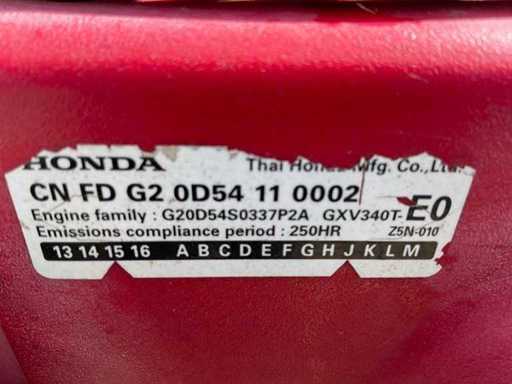 HONDA Thai Honda Mfg. Co., Ltd.
CN FD G2 0D54 11 0002
Engine family : G20D54S0337P2A GXV340T- E0
Emissions compliance period : 250HR Z5N-010
13 14 15 16 A B C D E F G H J K L M